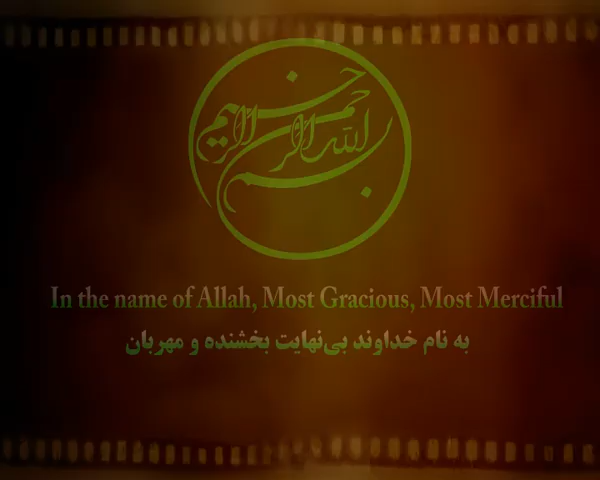 بسم الله الرحمن الرحیم
In the name of Allah, Most Gracious, Most Merciful
به نام خداوند بی‌نهایت بخشنده و مهربان